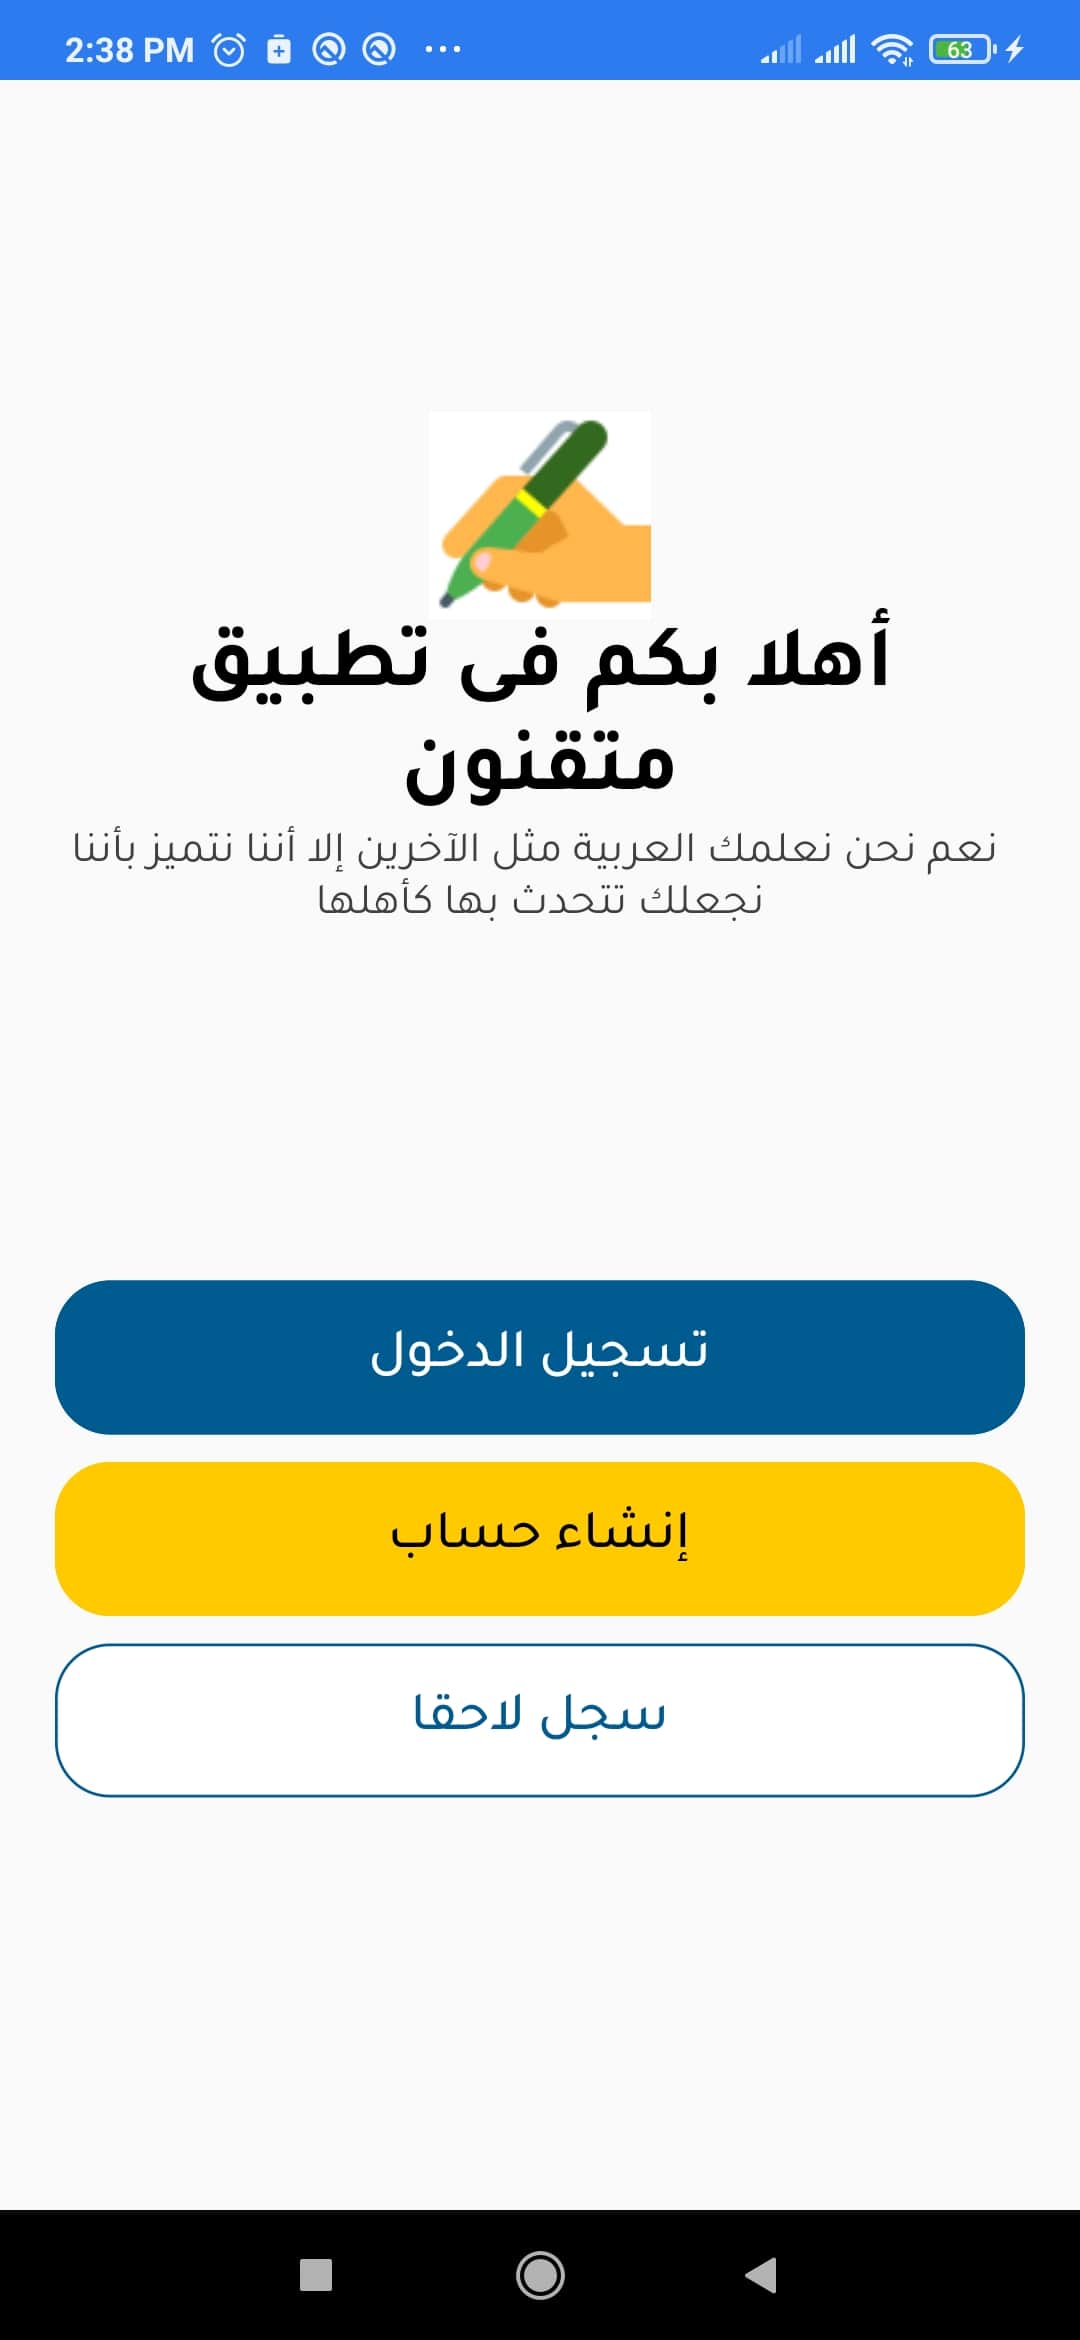 2:38 PM
63
أهلا بكم فى تطبيق
متقنون
نعم نحن نعلمك العربية مثل الآخرين إلا أننا نتميز بأننا
نجعلك تتحدث بها كأهلها
تسجيل الدخول
إنشاء حساب
سجل لاحقا